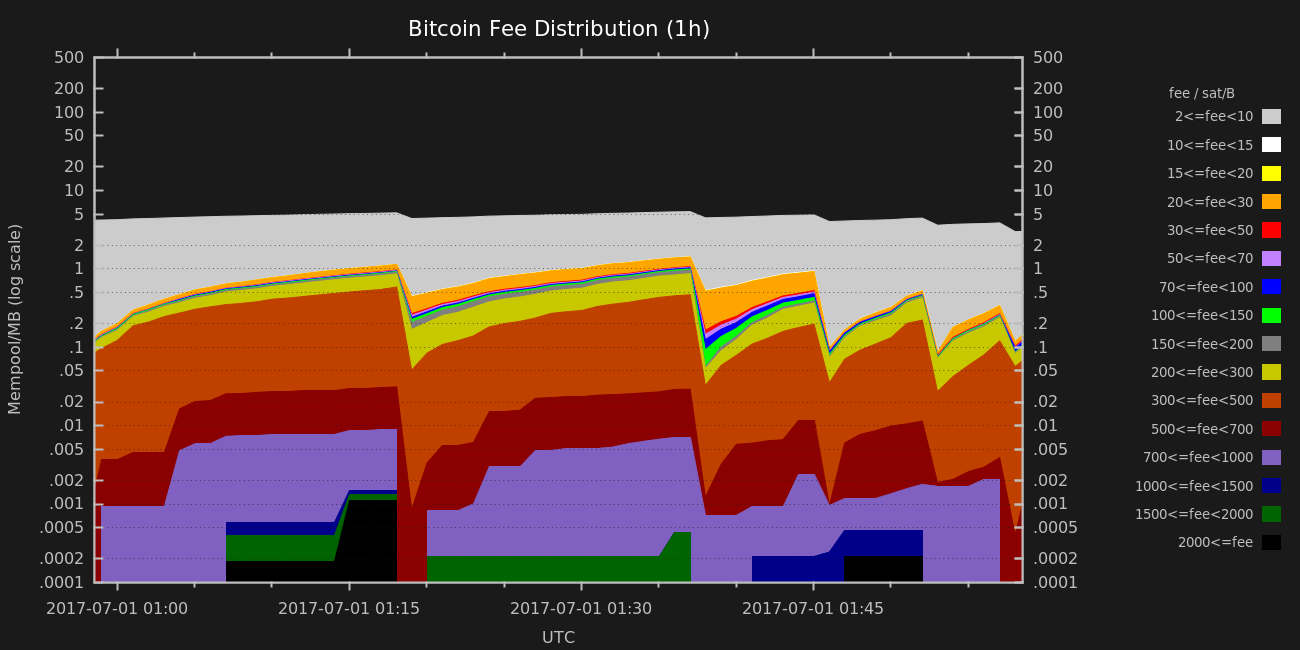 Bitcoin Fee Distribution (1h)
Mempool/MB (log scale)
500
200
100
50
20
10
5
2
1
.5
.2
.1
.05
.02
.01
.005
.002
.001
.0005
.0002
.0001
500
200
100
50
20
10
5
2
1
.5
.2
.1
.05
.02
.01
.005
.002
.001
.0005
.0002
.0001
2017-07-01 01:00
2017-07-01 01:15
2017-07-01 01:30
2017-07-01 01:45
UTC
fee / sat/B
2<=fee<10
10<=fee<15
15<=fee<20
20<=fee<30
30<=fee<50
50<=fee<70
70<=fee<100
100<=fee<150
150<=fee<200
200<=fee<300
300<=fee<500
500<=fee<700
700<=fee<1000
1000<=fee<1500
1500<=fee<2000
2000<=fee